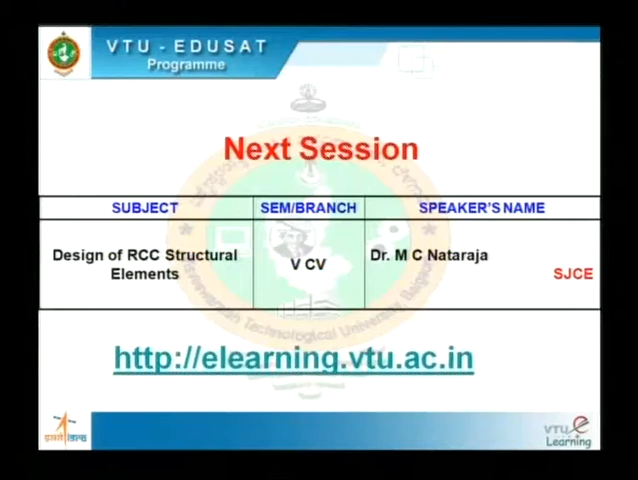 VTU - EDUSAT
Programme
Next Session
SUBJECT
SEM/BRANCH
SPEAKER'S NAME
Design of RCC Structural
Elements
V CV
Dr. M C Nataraja
SJCE
http://elearning.vtu.ac.in
VTU e
Learning